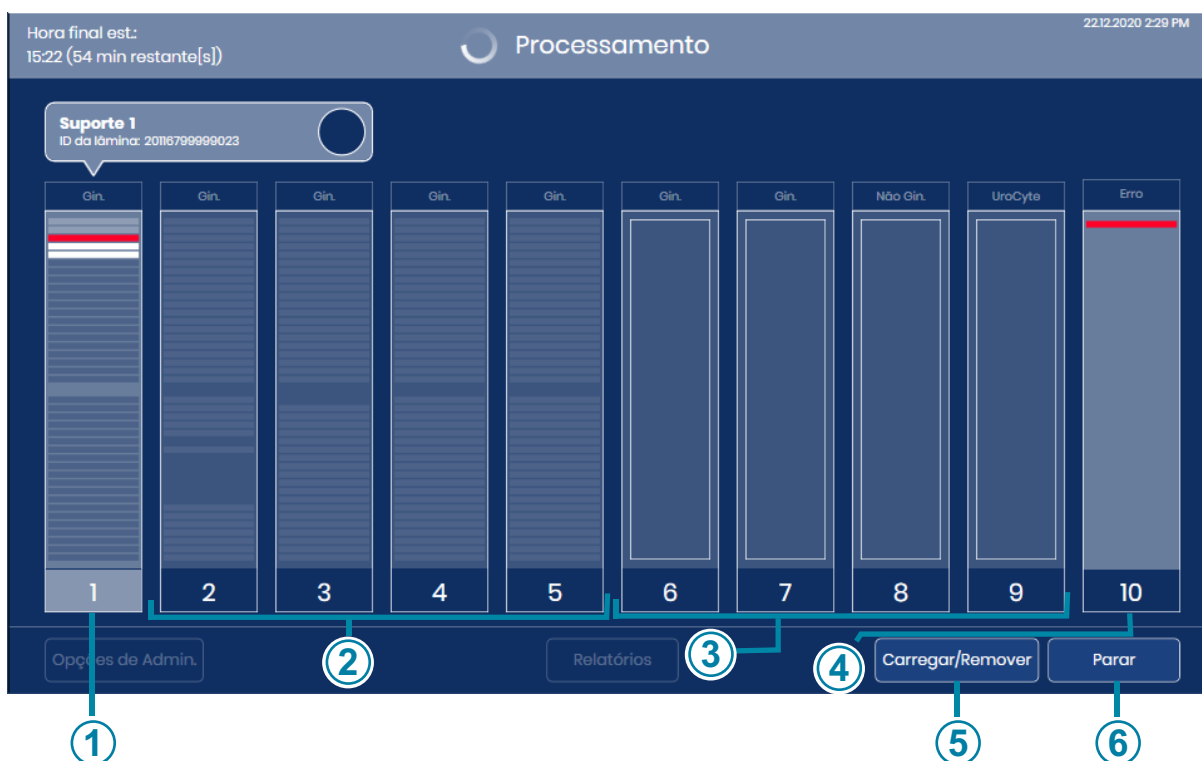 Hora final est.:
15:22 (54 min restante[s])
Processamento
22.12.2020 2:29 PM
Suporte 1
ID da lâmina: 20116799999023
Gin.
Gin.
Gin.
Gin.
Gin.
Gin.
Gin.
Não Gin.
UroCyte
Erro
1
2
3
4
5
6
7
8
9
10
Opções de Admin.
Relatórios
Carregar/Remover
Parar
2
3
4
1
5
6